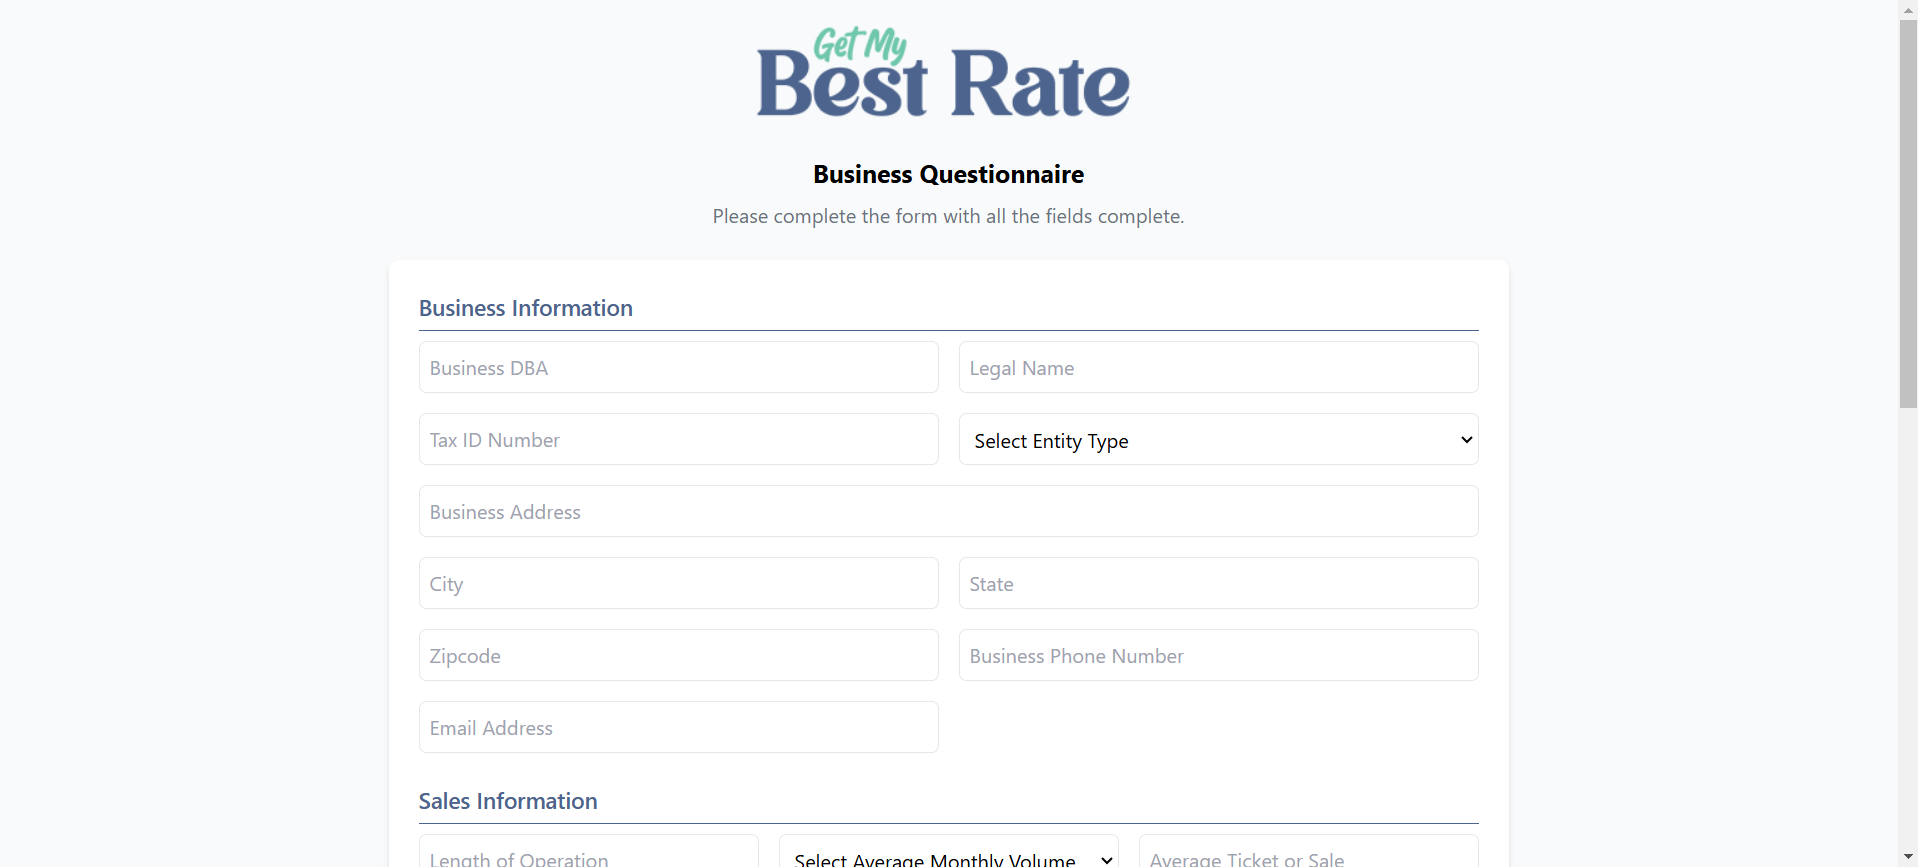 Get My
Best Rate
Business Questionnaire
Please complete the form with all the fields complete.
Business Information
Business DBA
Legal Name
Tax ID Number
Select Entity Type
Business Address
City
State
Zipcode
Business Phone Number
Email Address
Sales Information
Length of Operation
Select Average Monthly Volume
Average Ticket or Sale